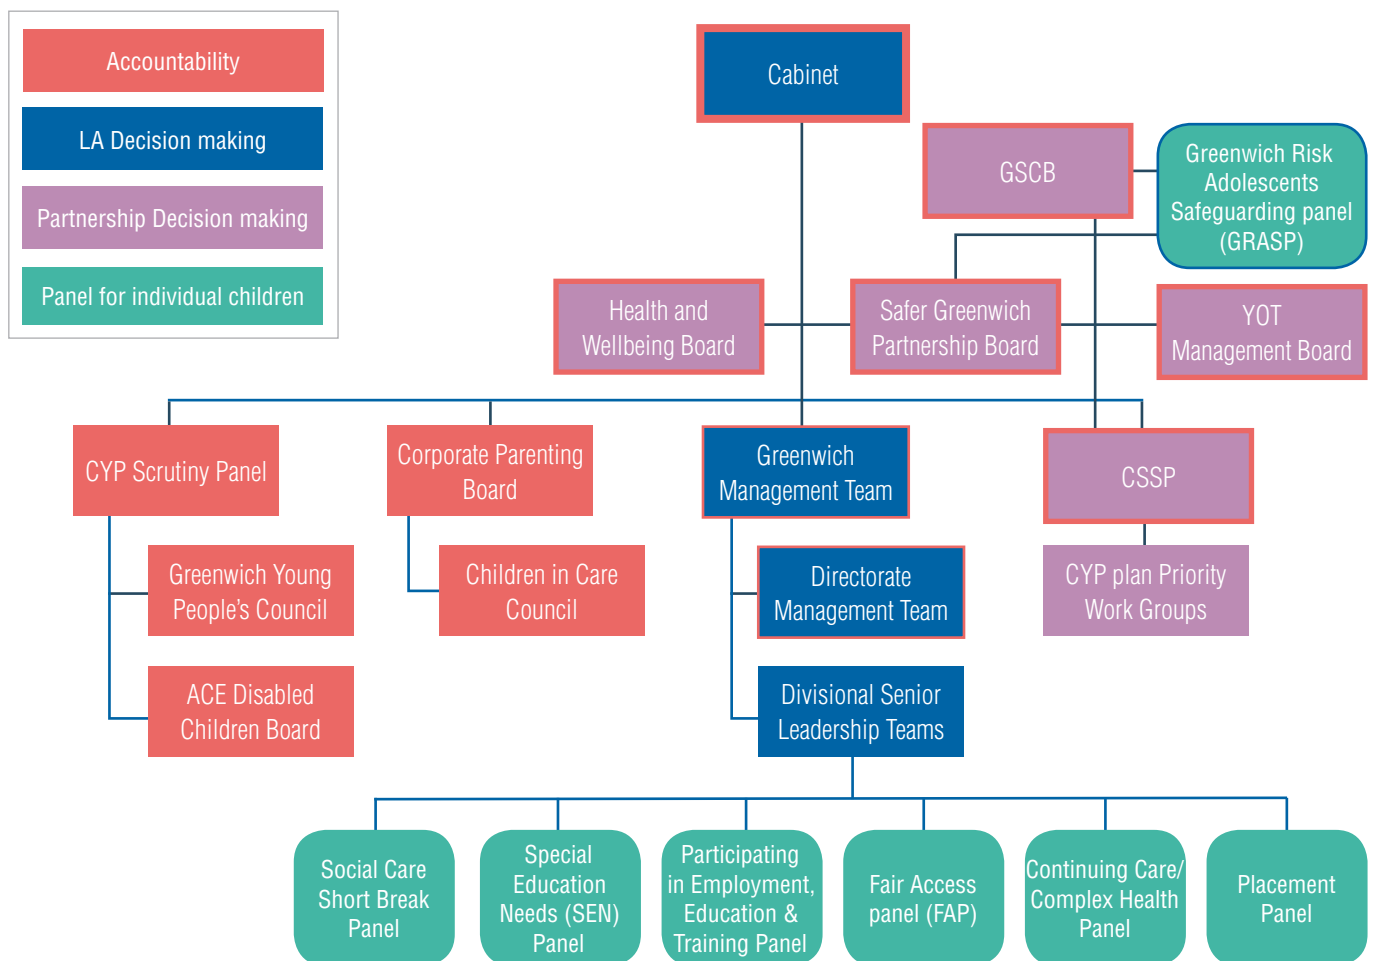 Accountability
LA Decision making
Partnership Decision making
Panel for individual children
Cabinet
GSCB
Greenwich Risk
Adolescents
Safeguarding panel
(GRASP)
Health and
Wellbeing Board
Safer Greenwich
Partnership Board
YOT
Management Board
CYP Scrutiny Panel
Corporate Parenting
Board
Greenwich
Management Team
CSSP
Greenwich Young
People's Council
Children in Care
Council
Directorate
Management Team
CYP plan Priority
Work Groups
ACE Disabled
Children Board
Divisional Senior
Leadership Teams
Social Care
Short Break
Panel
Special
Education
Needs (SEN)
Panel
Participating
in Employment,
Education &
Training Panel
Fair Access
panel (FAP)
Continuing Care/
Complex Health
Panel
Placement
Panel